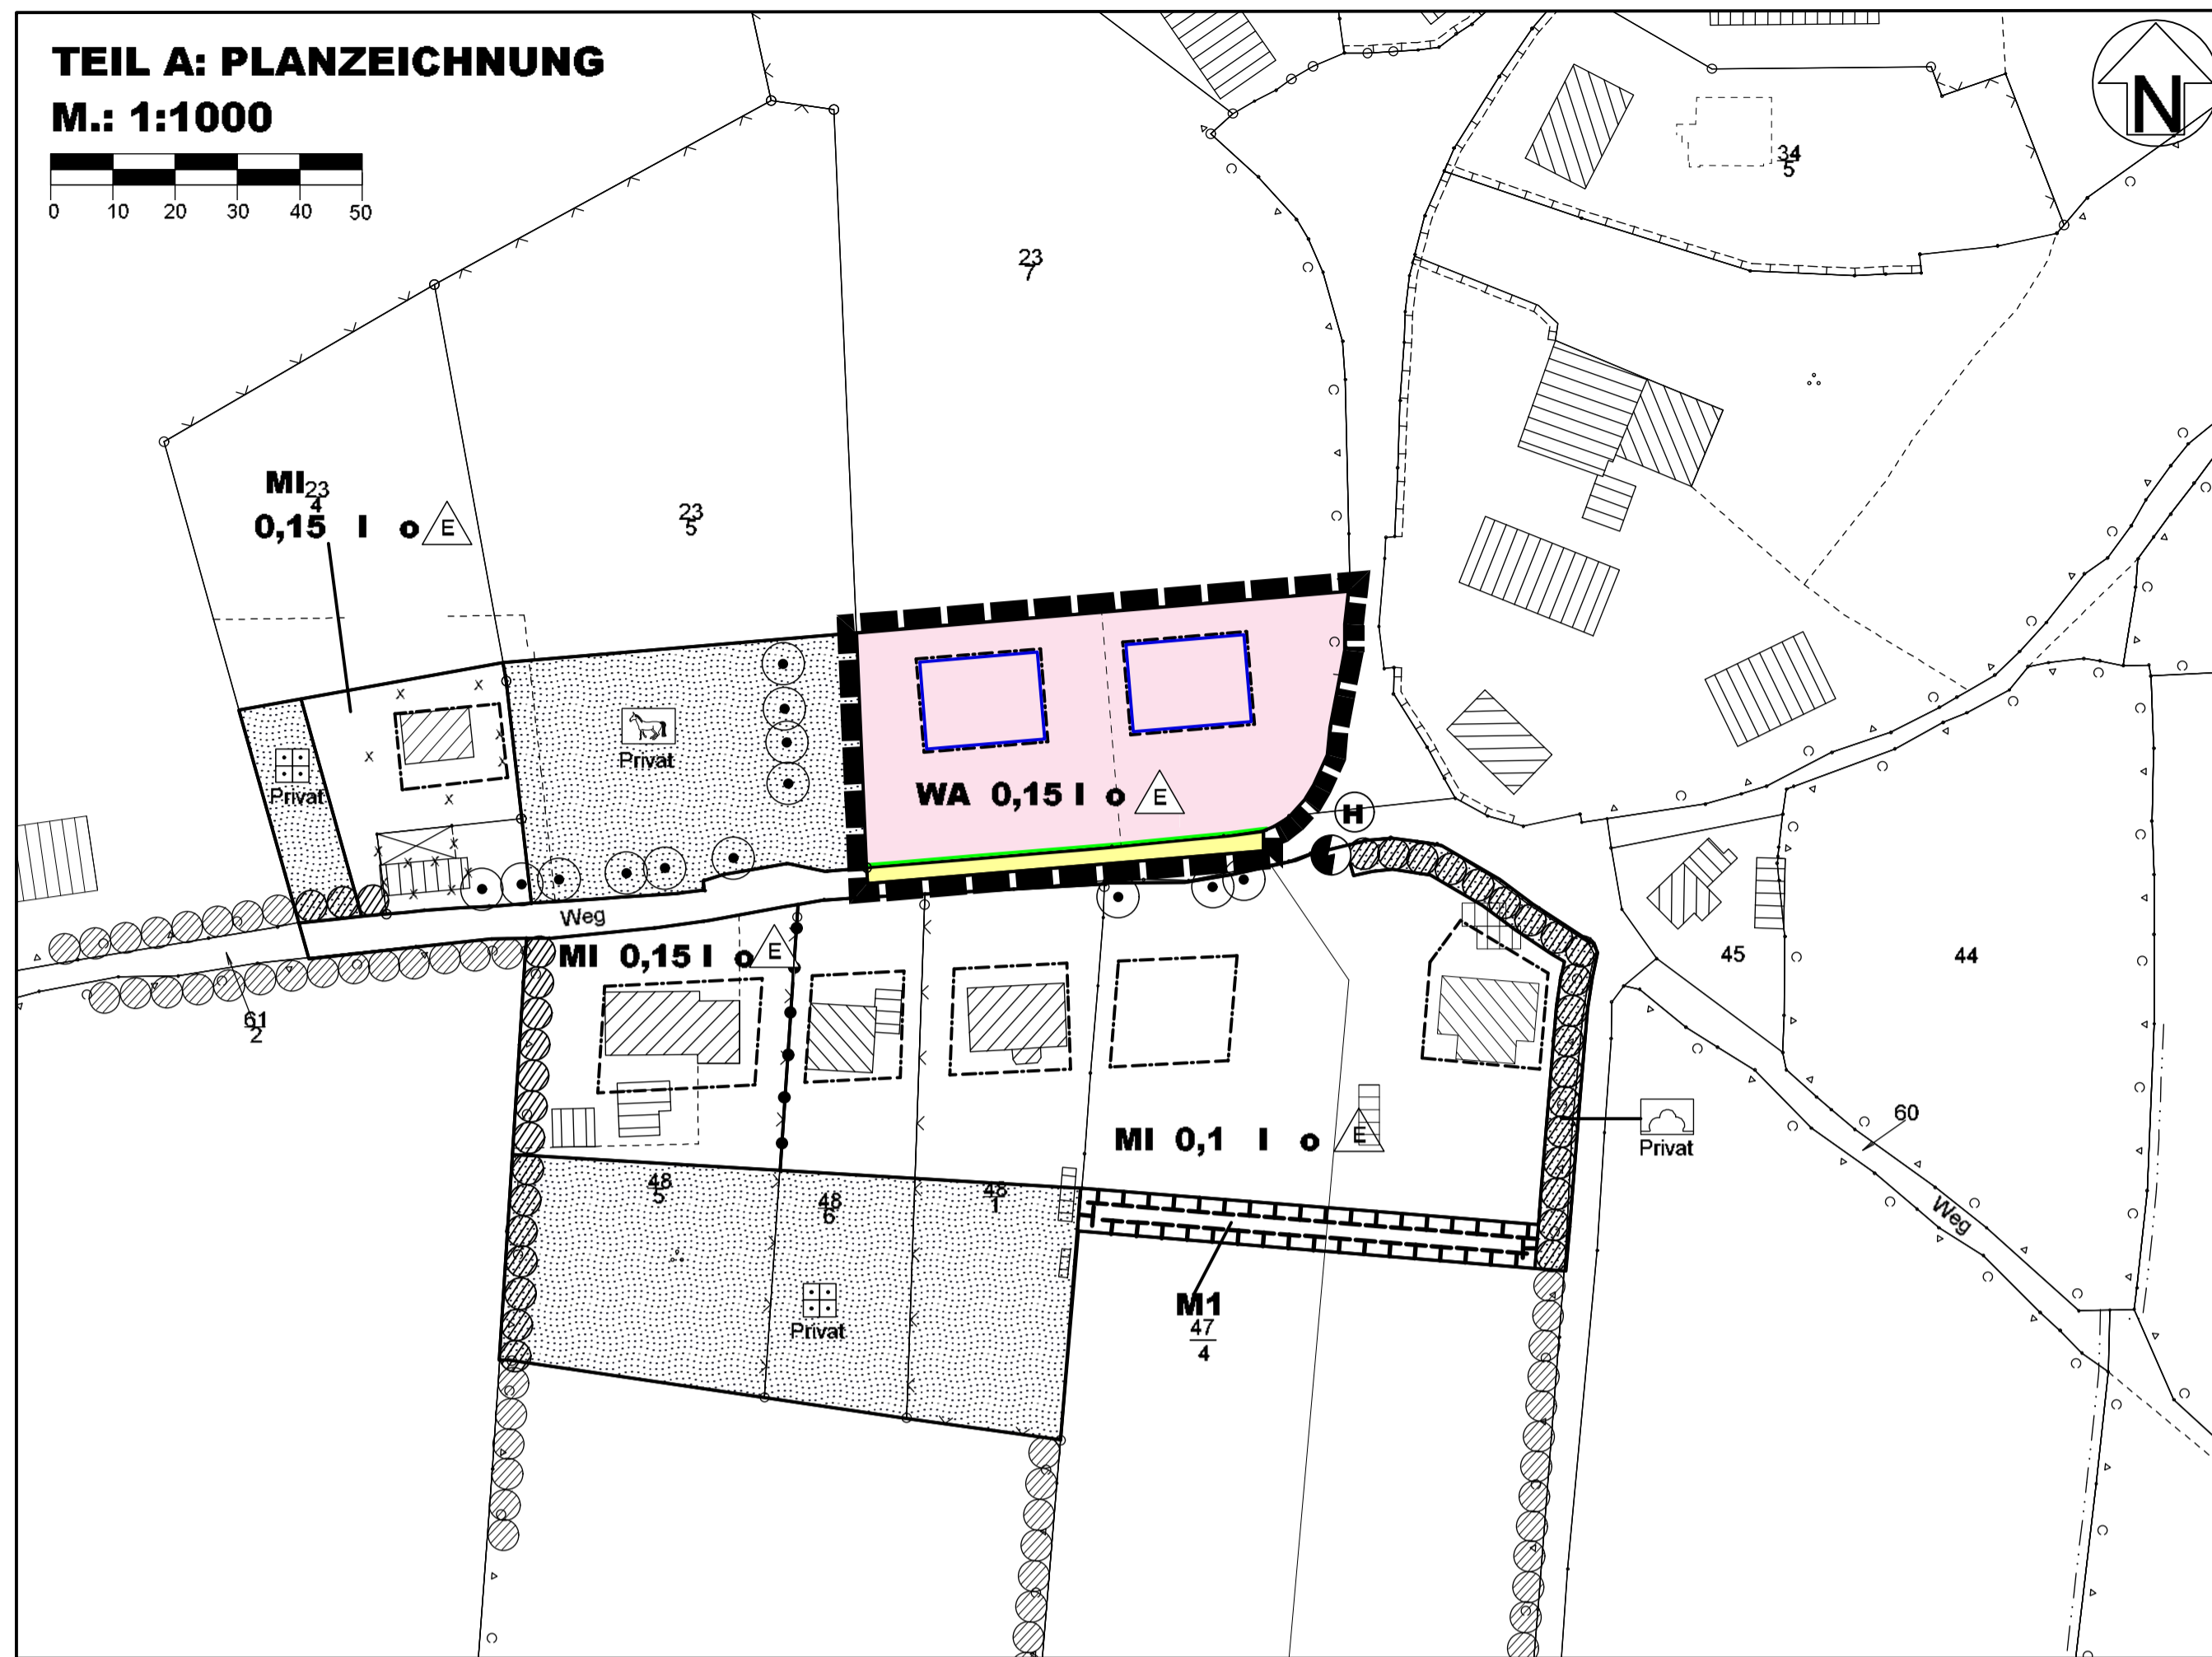 TEIL A: PLANZEICHNUNG
M.: 1:1000
0 10 20 30 40 50
N
34
5
23
7
MI
23
4
0,15 I o E
23
5
Privat
Privat
WA 0,15 I o E
H
Weg
MI 0,15 I o E
61
2
45
44
60
MI 0,1 I o E
Privat
48
5
48
6
48
1
Weg
M1
47
4
Privat